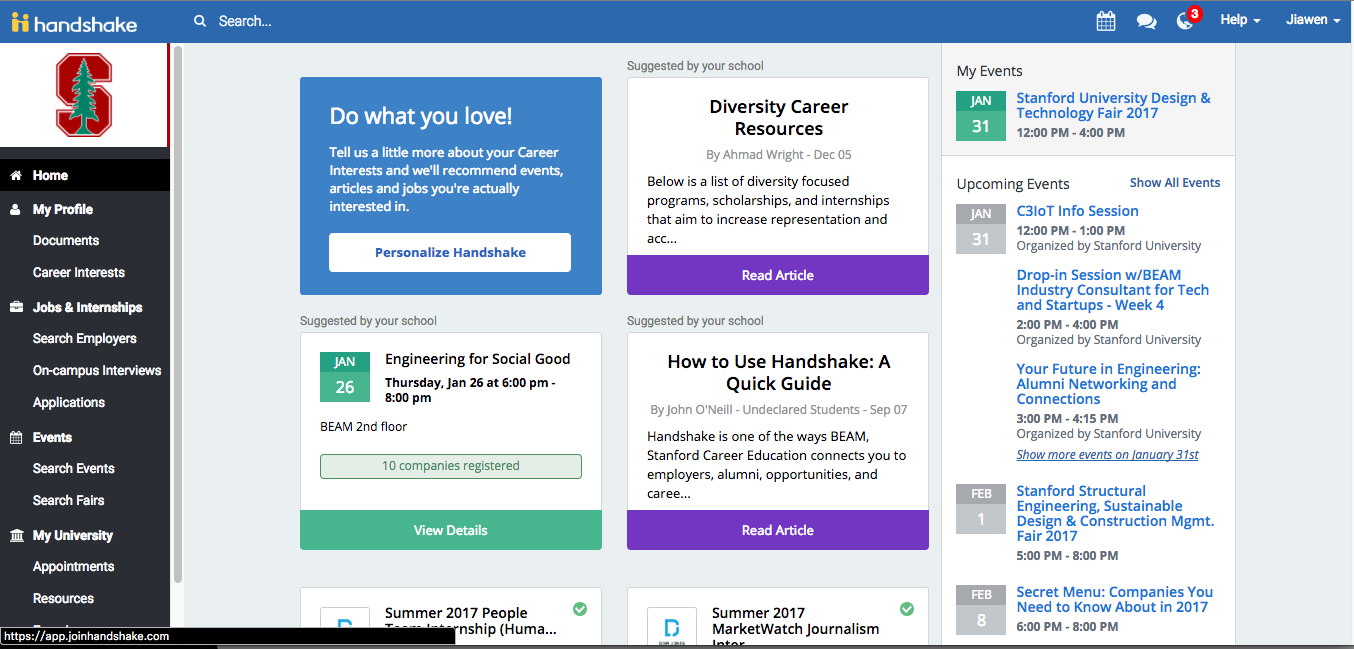 handshake
Search...
3
Help
Jiawen
S
Home
My Profile
Documents
Career Interests
Jobs & Internships
Search Employers
On-campus Interviews
Applications
Events
Search Events
Search Fairs
My University
Appointments
Resources
https://app.joinhandshake.com
Do what you love!
Tell us a little more about your Career
Interests and we'll recommend events,
articles and jobs you're actually
interested in.
Personalize Handshake
Suggested by your school
Diversity Career
Resources
By Ahmad Wright - Dec 05
Below is a list of diversity focused
programs, scholarships, and internships
that aim to increase representation and
acc...
Read Article
Suggested by your school
JAN
26
Engineering for Social Good
Thursday, Jan 26 at 6:00 pm -
8:00 pm
BEAM 2nd floor
10 companies registered
View Details
Suggested by your school
How to Use Handshake: A
Quick Guide
By John O'Neill - Undeclared Students - Sep 07
Handshake is one of the ways BEAM,
Stanford Career Education connects you to
employers, alumni, opportunities, and
caree...
Read Article
Summer 2017 People
Team Internship (Huma...
D
Summer 2017
MarketWatch Journalism
Inter...
My Events
JAN
31
Stanford University Design &
Technology Fair 2017
12:00 PM - 4:00 PM
Upcoming Events
Show All Events
JAN
31
C3IoT Info Session
12:00 PM - 1:00 PM
Organized by Stanford University
Drop-in Session w/BEAM
Industry Consultant for Tech
and Startups - Week 4
2:00 PM - 4:00 PM
Organized by Stanford University
Your Future in Engineering:
Alumni Networking and
Connections
3:00 PM - 4:15 PM
Organized by Stanford University
Show more events on January 31st
FEB
1
Stanford Structural
Engineering, Sustainable
Design & Construction Mgmt.
Fair 2017
5:00 PM - 8:00 PM
FEB
8
Secret Menu: Companies You
Need to Know About in 2017
6:00 PM - 8:00 PM